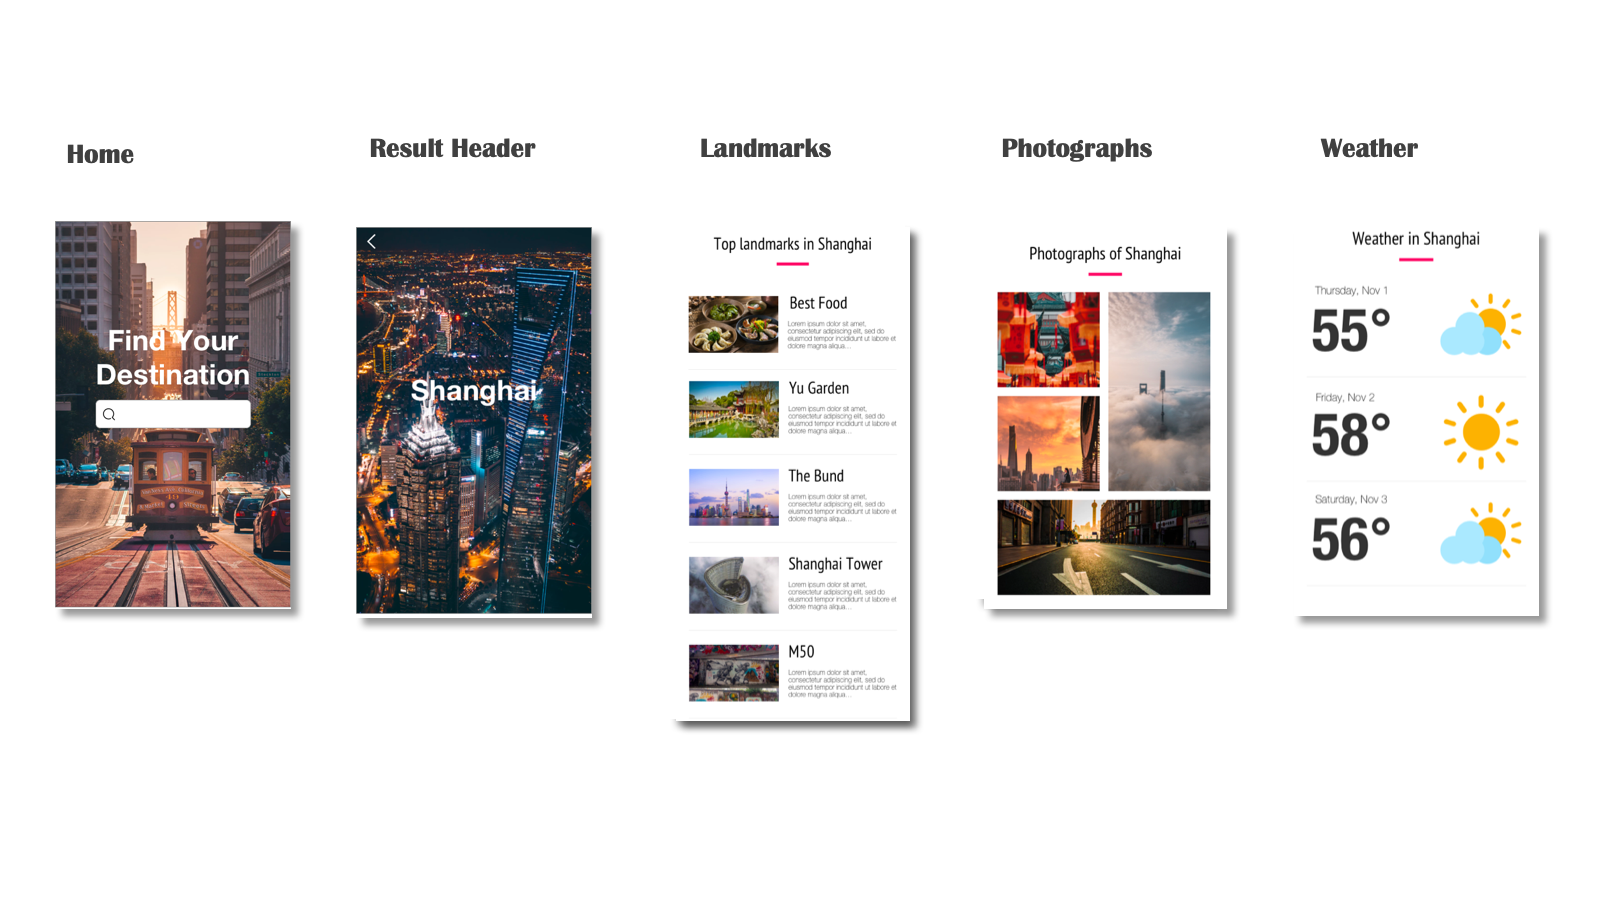 Home
Result Header
Landmarks
Photographs
Weather
Find Your
Destination
Shanghai
Top landmarks in Shanghai
Best Food
Lorem ipsum dolor sit amet,
consectetur adipiscing elit, sed do
eiusmod tempor incididunt ut labore et
dolore magna aliqua...
Yu Garden
Lorem ipsum dolor sit amet,
consectetur adipiscing elit, sed do
eiusmod tempor incididunt ut labore et
dolore magna aliqua...
The Bund
Lorem ipsum dolor sit amet,
consectetur adipiscing elit, sed do
eiusmod tempor incididunt ut labore et
dolore magna aliqua...
Shanghai Tower
Lorem ipsum dolor sit amet,
consectetur adipiscing elit, sed do
eiusmod tempor incididunt ut labore et
dolore magna aliqua...
M50
Lorem ipsum dolor sit amet,
consectetur adipiscing elit, sed do
eiusmod tempor incididunt ut labore et
dolore magna aliqua...
Photographs of Shanghai
Weather in Shanghai
Thursday, Nov 1
55°
Friday, Nov 2
58°
Saturday, Nov 3
56°